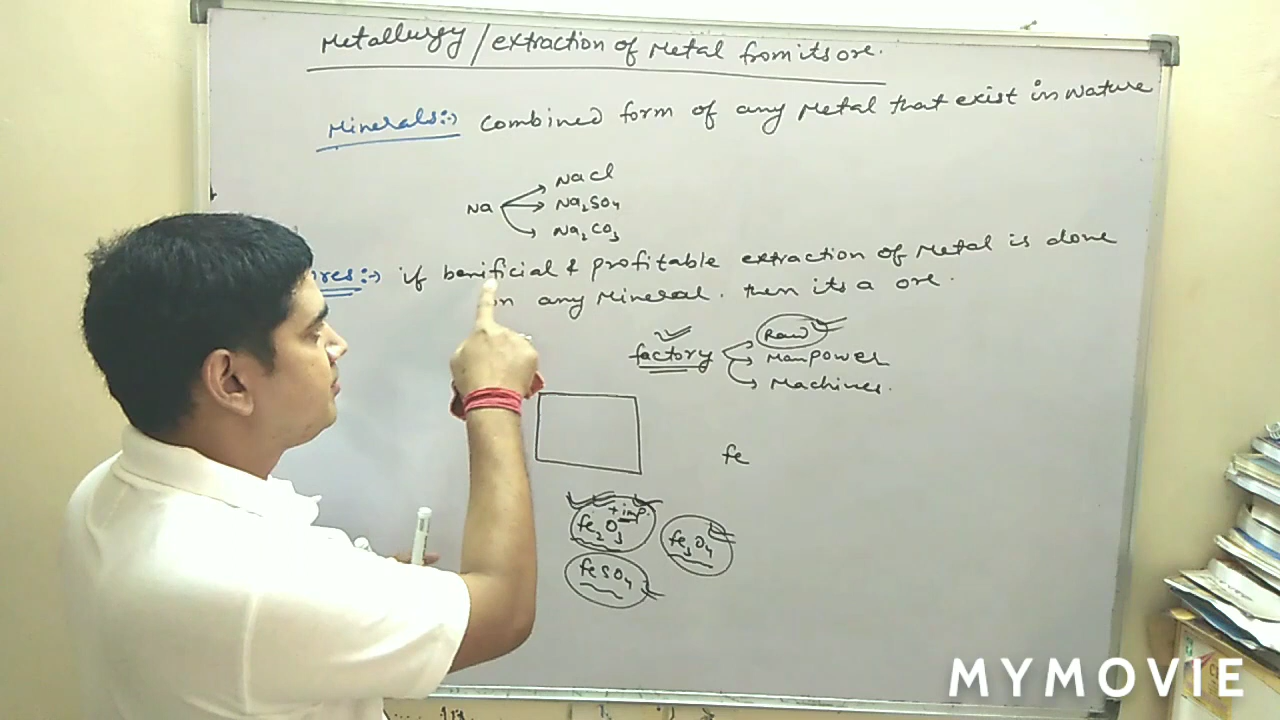 Metallurgy / extraction of Metal from its ore.
Minerals:-) combined form of any Metal that exist in Nature
NaCl
Na Na2SO4
Na2CO3
res:-) if benificial & profitable extraction of Metal is done
any Mineral. then its a ore.
Raw
factory Manpower
Machines.
fe
+ imp.
fe2O3 fe3O4
feSO4
MYMOVIE